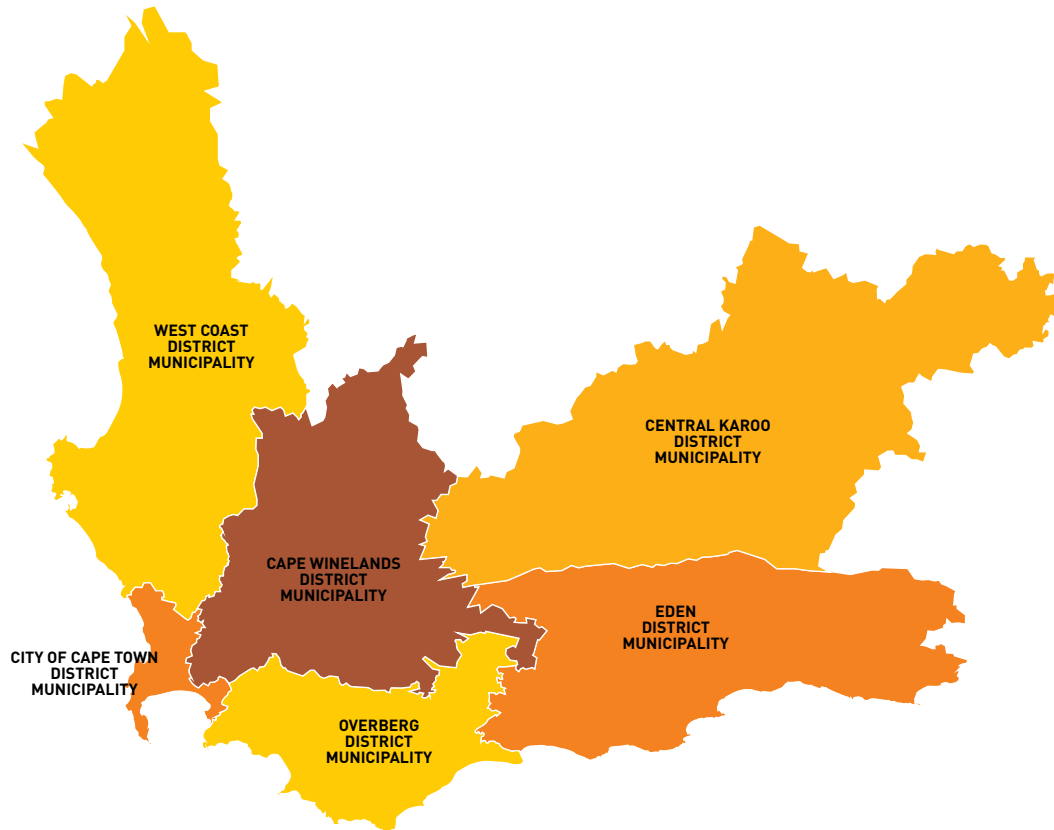 WEST COAST
DISTRICT
MUNICIPALITY
CENTRAL KAROO
DISTRICT
MUNICIPALITY
CAPE WINELANDS
DISTRICT
MUNICIPALITY
EDEN
DISTRICT
MUNICIPALITY
CITY OF CAPE TOWN
DISTRICT
MUNICIPALITY
OVERBERG
DISTRICT
MUNICIPALITY